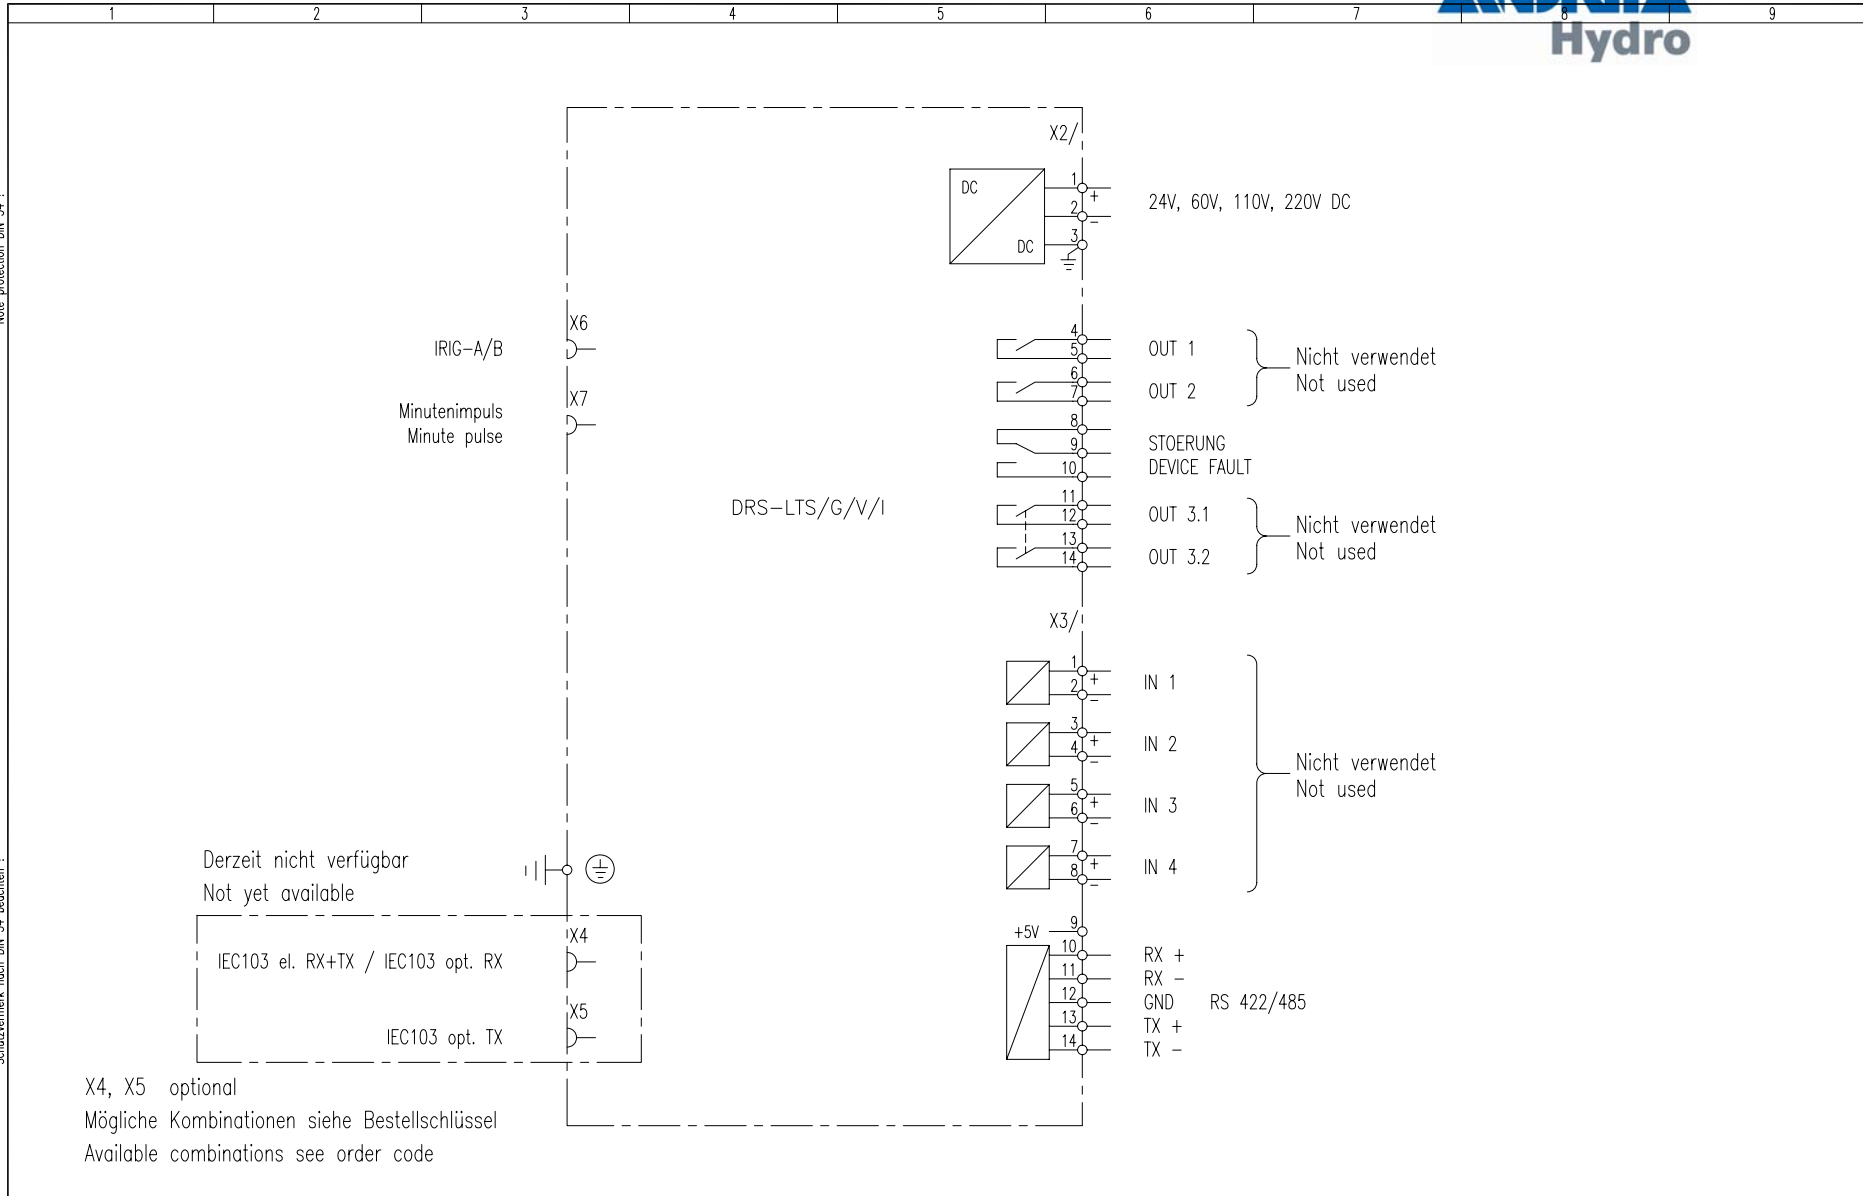 1 2 3 4 5 6 7 8 9
Hydro
X2/
DC
DC
1
+
2
−
3
24V, 60V, 110V, 220V DC
X6
IRIG−A/B
X7
Minutenimpuls
Minute pulse
4
5
OUT 1
6
7
OUT 2
Nicht verwendet
Not used
8
9
10
STOERUNG
DEVICE FAULT
DRS−LTS/G/V/I
11
12
OUT 3.1
13
14
OUT 3.2
Nicht verwendet
Not used
X3/
1
+
2
−
IN 1
3
+
4
−
IN 2
5
+
6
−
IN 3
7
+
8
−
IN 4
Nicht verwendet
Not used
Derzeit nicht verfügbar
Not yet available
X4
IEC103 el. RX+TX / IEC103 opt. RX
X5
IEC103 opt. TX
+5V
9
10
RX +
11
RX −
12
GND
RS 422/485
13
TX +
14
TX −
X4, X5 optional
Mögliche Kombinationen siehe Bestellschlüssel
Available combinations see order code